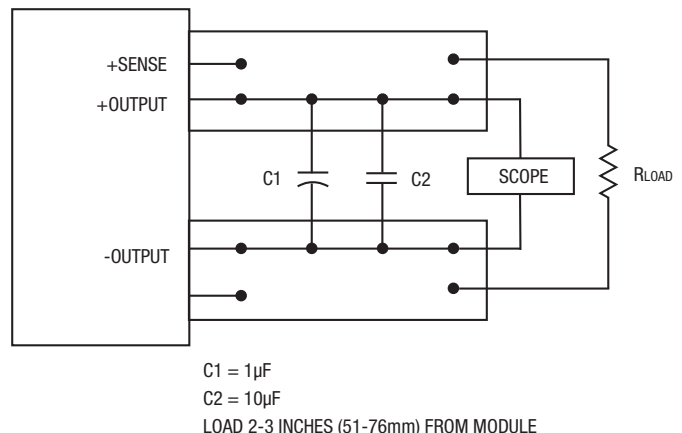 +SENSE
+OUTPUT
C1
C2
SCOPE
RLOAD
-OUTPUT
C1 = 1µF
C2 = 10µF
LOAD 2-3 INCHES (51-76mm) FROM MODULE